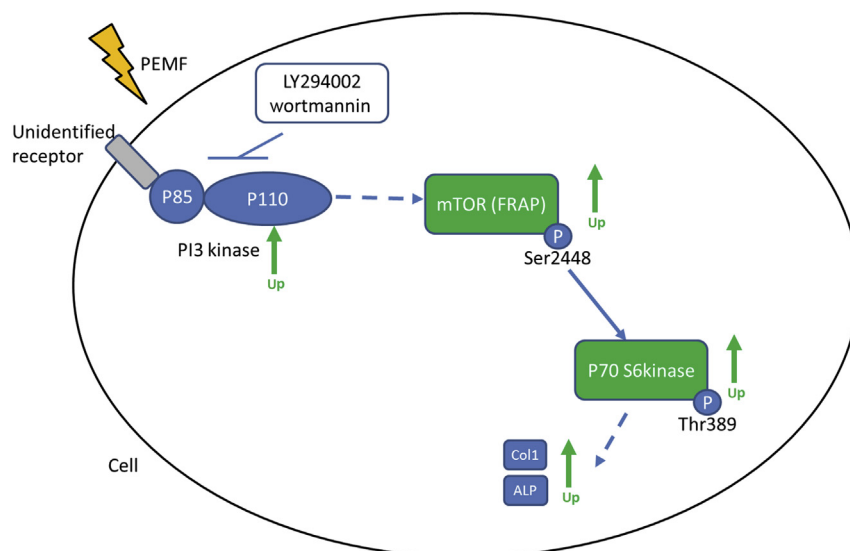 PEMF
LY294002
wortmannin
Unidentified
receptor
P85
P110
mTOR (FRAP)
Up
P
Ser2448
PI3 kinase
Up
P70 S6kinase
Up
P
Thr389
Col1
ALP
Up
Cell